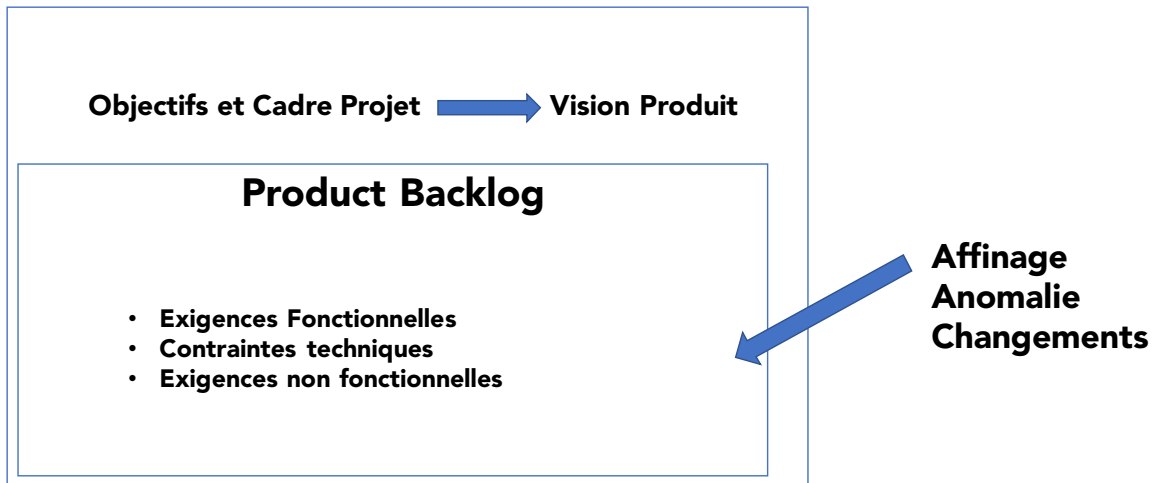 Objectifs et Cadre Projet Vision Produit
Product Backlog
• Exigences Fonctionnelles
• Contraintes techniques
• Exigences non fonctionnelles
Affinage
Anomalie
Changements